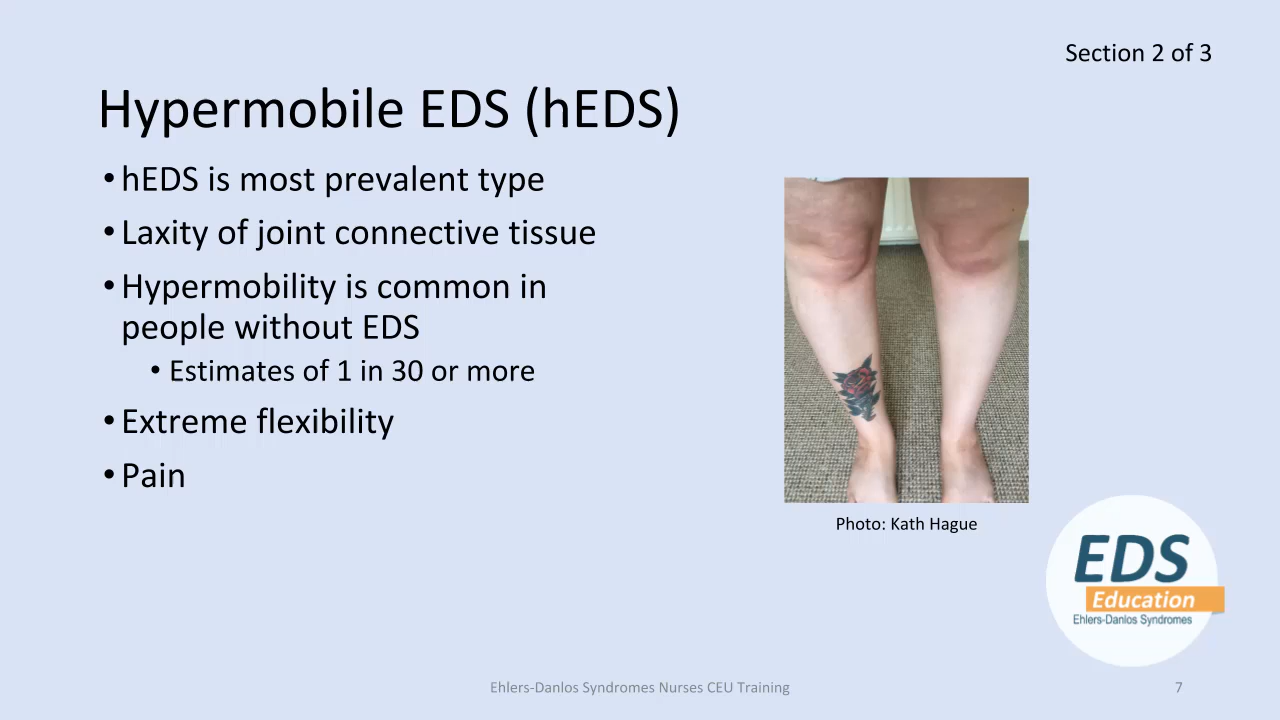 Section 2 of 3
Hypermobile EDS (hEDS)
•hEDS is most prevalent type
•Laxity of joint connective tissue
•Hypermobility is common in
people without EDS
• Estimates of 1 in 30 or more
•Extreme flexibility
•Pain
Photo: Kath Hague
EDS
Education
Ehlers-Danlos Syndromes
Ehlers-Danlos Syndromes Nurses CEU Training
7